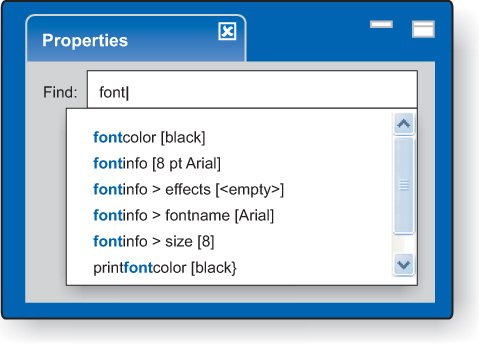 Properties
Find: font
fontcolor [black]
fontinfo [8 pt Arial]
fontinfo > effects [<empty>]
fontinfo > fontname [Arial]
fontinfo > size [8]
printfontcolor [black}